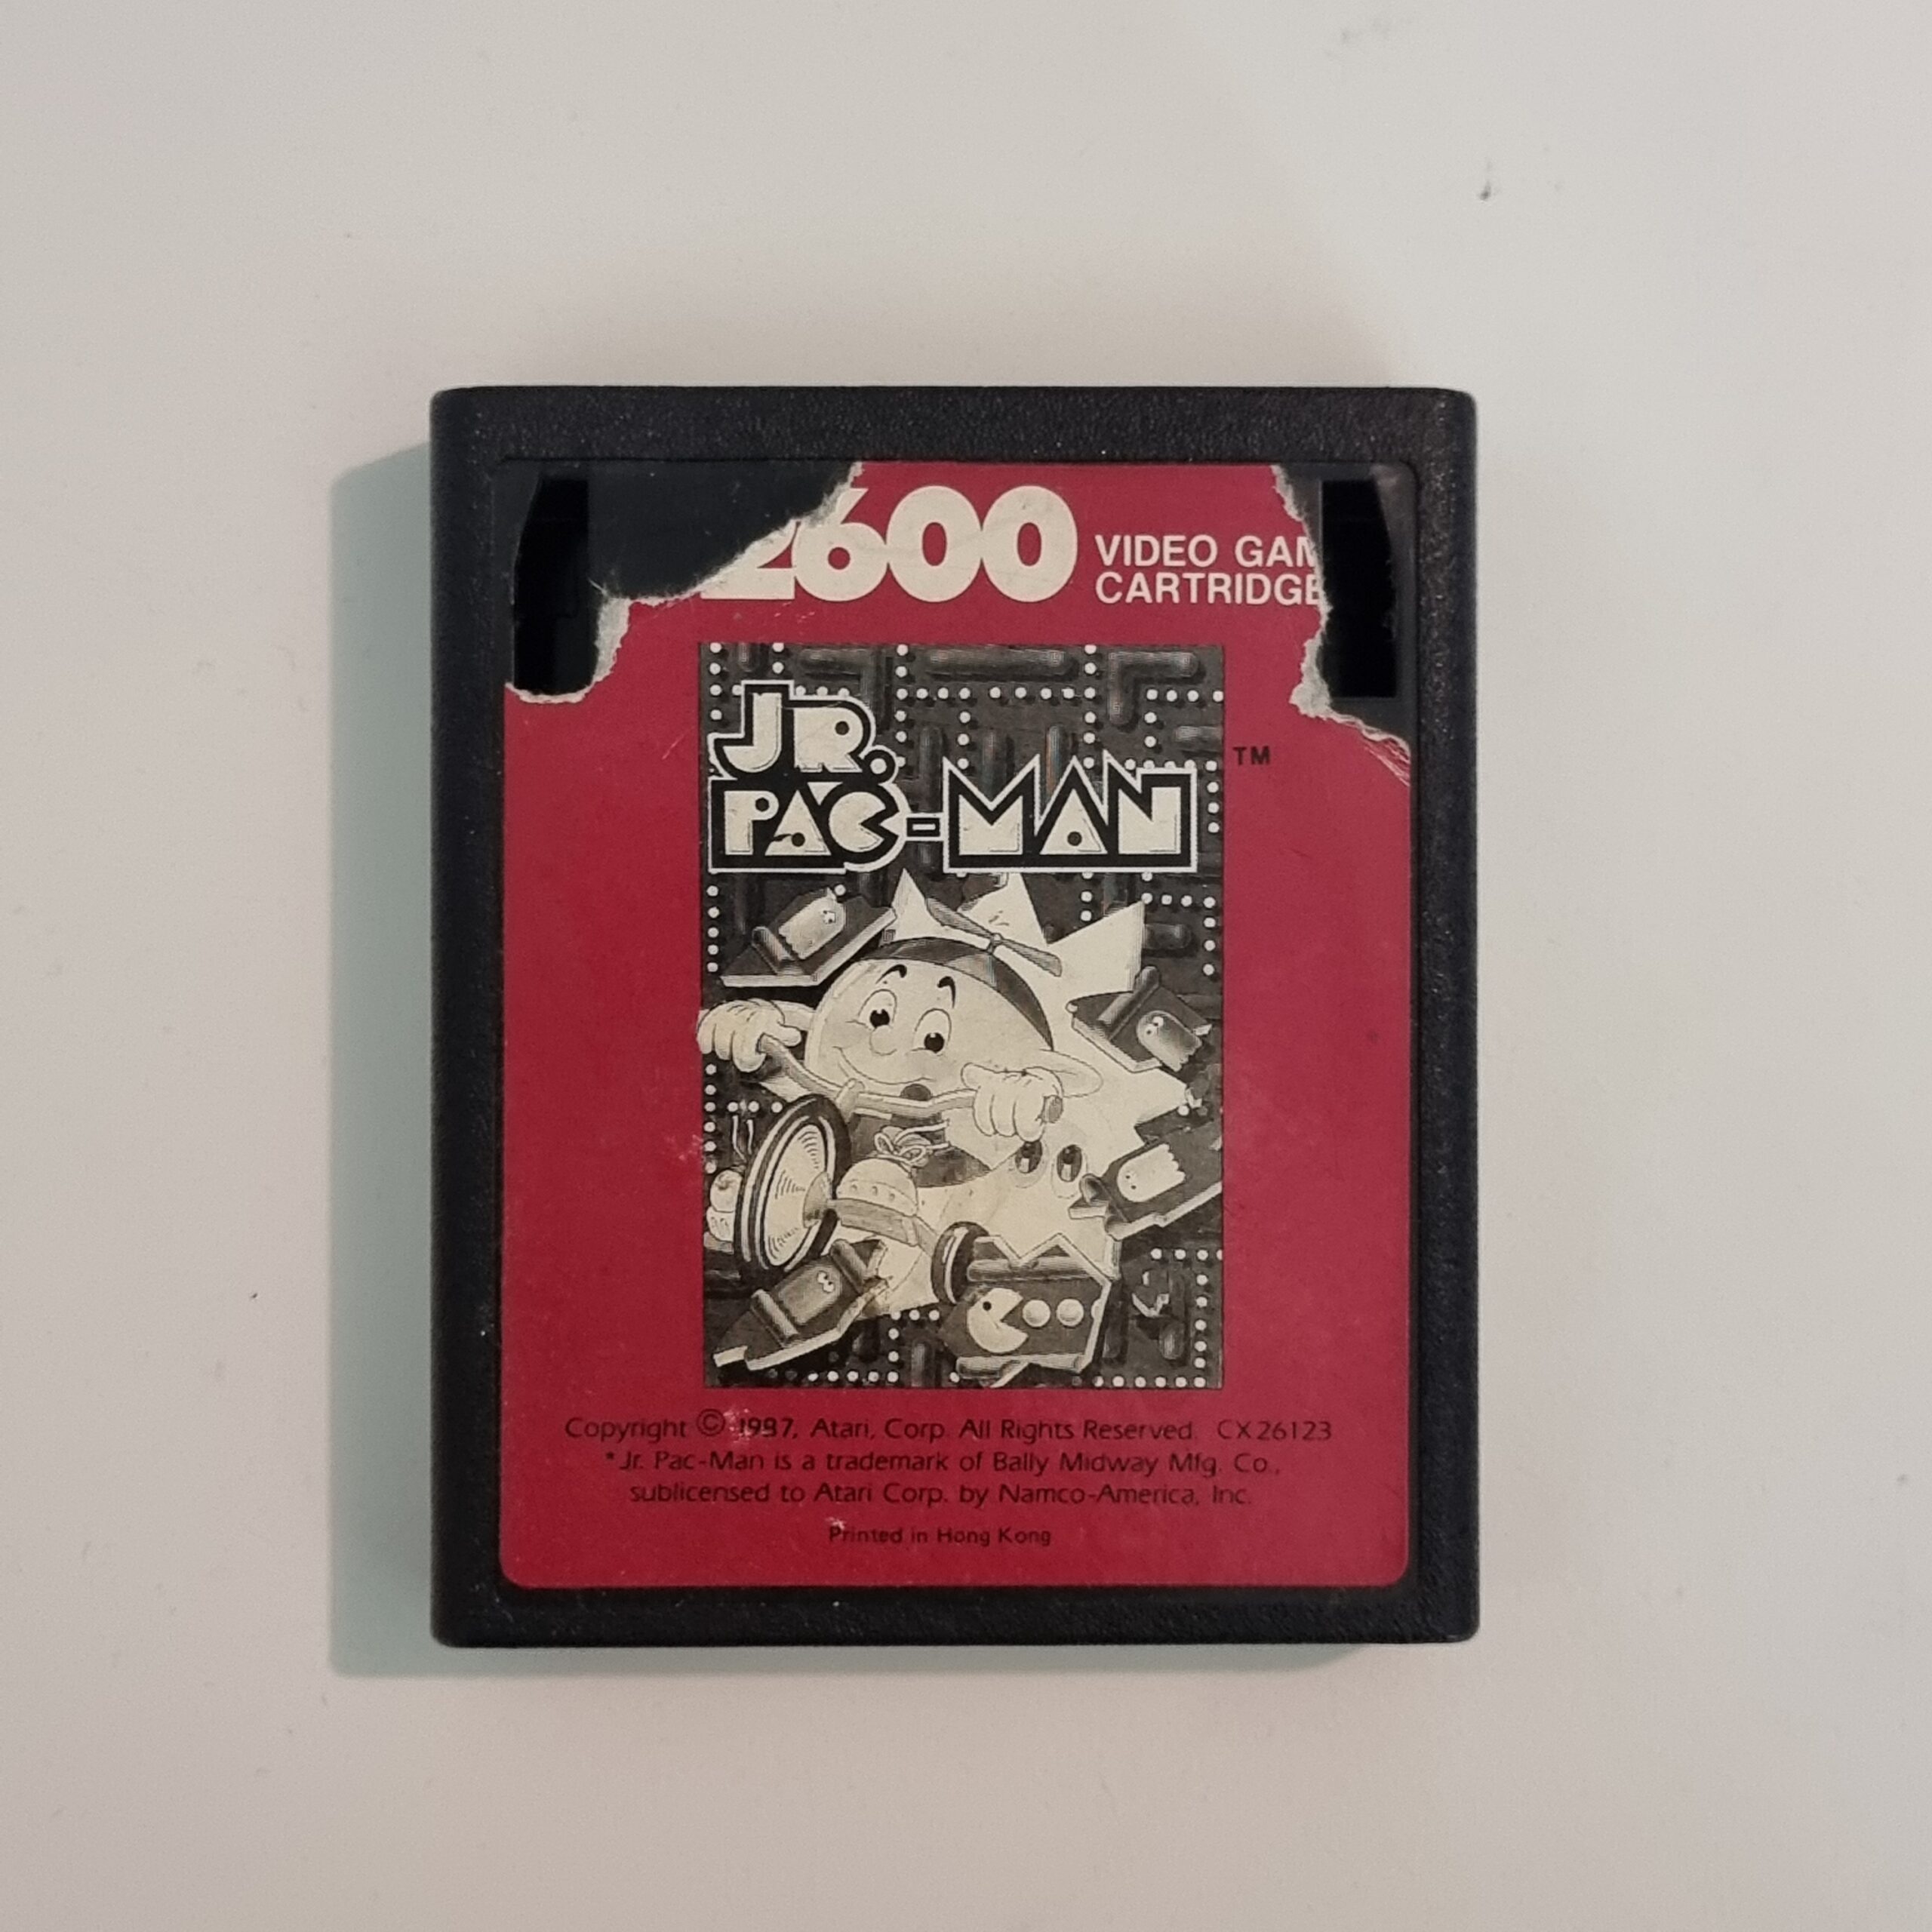 2600
VIDEO GAM
CARTRIDGE
JR.
PAC-MAN
TM
Copyright © 1987, Atari, Corp. All Rights Reserved. CX26123
*Jr. Pac-Man is a trademark of Bally Midway Mfg. Co.,
sublicensed to Atari Corp. by Namco-America, Inc.
Printed in Hong Kong